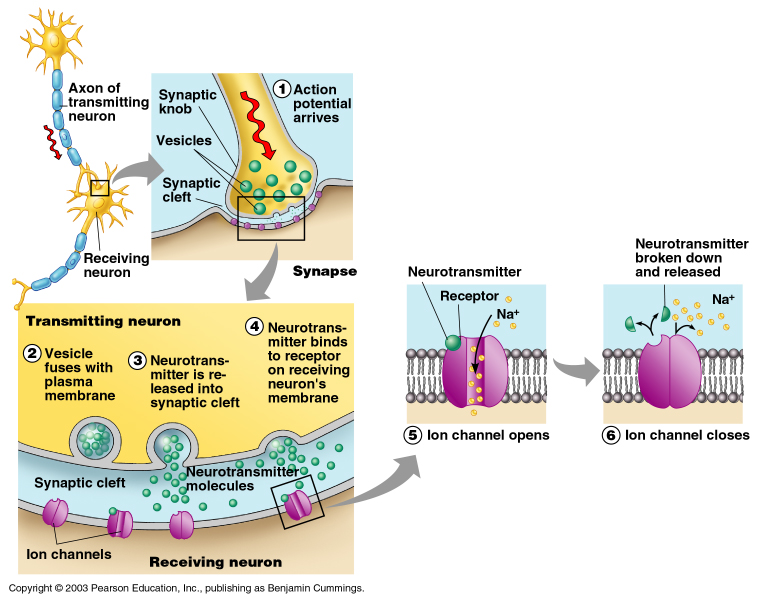 Axon of
transmitting
neuron
Receiving
neuron
Synaptic
knob
Vesicles
Synaptic
cleft
1 Action
potential
arrives
Synapse
Transmitting neuron
2 Vesicle
fuses with
plasma
membrane
3 Neurotrans-
mitter is re-
leased into
synaptic cleft
4 Neurotrans-
mitter binds
to receptor
on receiving
neuron's
membrane
Synaptic cleft
Neurotransmitter
molecules
Ion channels
Receiving neuron
Neurotransmitter
Receptor
Na+
5 Ion channel opens
Neurotransmitter
broken down
and released
Na+
6 Ion channel closes
Copyright © 2003 Pearson Education, Inc., publishing as Benjamin Cummings.